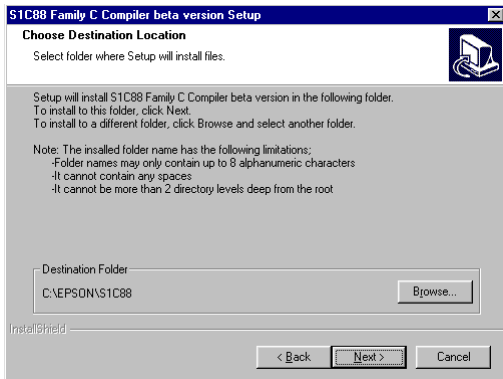 S1C88 Family C Compiler beta version Setup
Choose Destination Location
Select folder where Setup will install files.
Setup will install S1C88 Family C Compiler beta version in the following folder.
To install to this folder, click Next.
To install to a different folder, click Browse and select another folder.
Note: The insalled folder name has the following limitations;
-Folder names may only contain up to 8 alphanumeric characters
-It cannot contain any spaces
-It cannot be more than 2 directory levels deep from the root
Destination Folder
C:\EPSON\S1C88
Browse...
InstallShield
< Back Next > Cancel